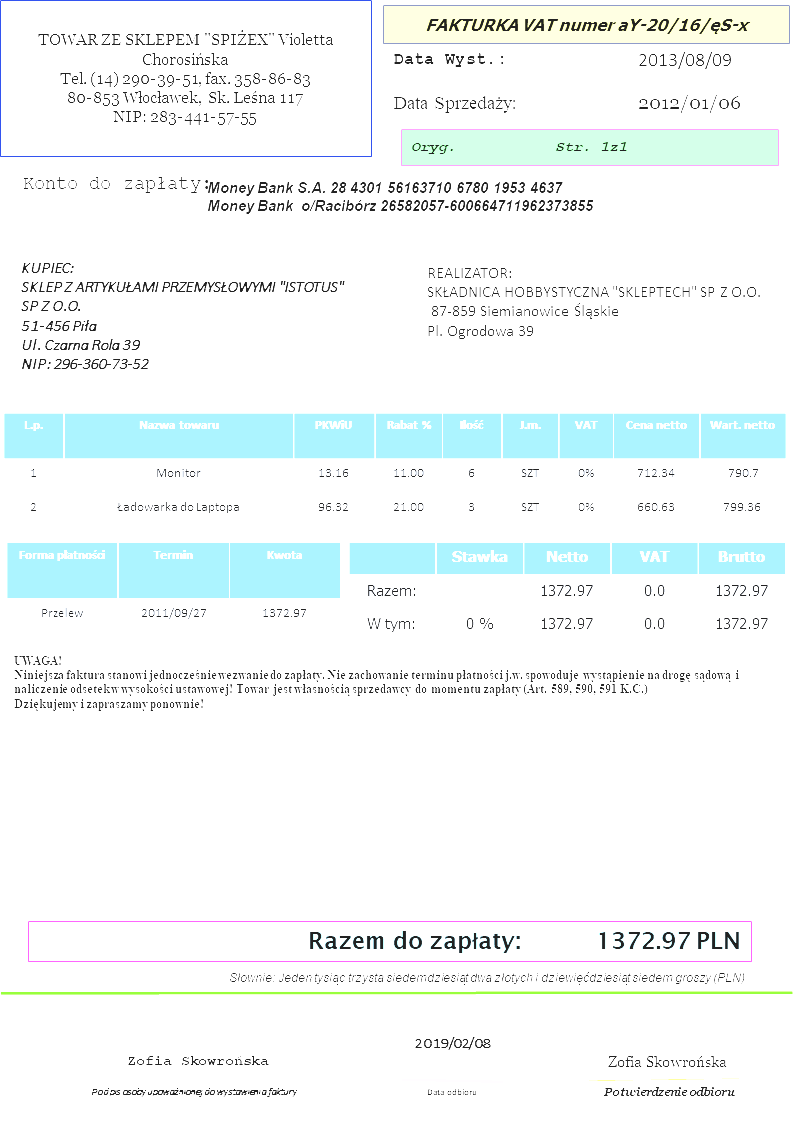 TOWAR ZE SKLEPEM "SPIŻEX" Violetta
Chorosińska
Tel. (14) 290-39-51, fax. 358-86-83
80-853 Włocławek, Sk. Leśna 117
NIP: 283-441-57-55
FAKTURKA VAT numer aY-20/16/ęS-x
Data Wyst.: 2013/08/09
Data Sprzedaży: 2012/01/06
Oryg. Str. 1z1
Konto do zapłaty: Money Bank S.A. 28 4301 56163710 6780 1953 4637
Money Bank o/Racibórz 26582057-600664711962373855
KUPIEC:
SKLEP Z ARTYKUŁAMI PRZEMYSŁOWYMI "ISTOTUS"
SP Z O.O.
51-456 Piła
Ul. Czarna Rola 39
NIP: 296-360-73-52
REALIZATOR:
SKŁADNICA HOBBYSTYCZNA "SKLEPTECH" SP Z O.O.
87-859 Siemianowice Śląskie
Pl. Ogrodowa 39
L.p. Nazwa towaru PKWiU Rabat % Ilość J.m. VAT Cena netto Wart. netto
1 Monitor 13.16 11.00 6 SZT 0% 712.34 790.7
2 Ładowarka do Laptopa 96.32 21.00 3 SZT 0% 660.63 799.36
Forma płatności Termin Kwota
Przelew 2011/09/27 1372.97
Stawka Netto VAT Brutto
Razem: 1372.97 0.0 1372.97
W tym: 0 % 1372.97 0.0 1372.97
UWAGA!
Niniejsza faktura stanowi jednocześnie wezwanie do zapłaty. Nie zachowanie terminu płatności j.w. spowoduje wystąpienie na drogę sądową i
naliczenie odsetek w wysokości ustawowej! Towar jest własnością sprzedawcy do momentu zapłaty (Art. 589, 590, 591 K.C.)
Dziękujemy i zapraszamy ponownie!
Razem do zapłaty: 1372.97 PLN
Słownie: Jeden tysiąc trzysta siedemdziesiąt dwa złotych i dziewięćdziesiąt siedem groszy (PLN)
Zofia Skowrońska
Podpis osoby upoważnionej do wystawienia faktury
2019/02/08
Data odbioru
Zofia Skowrońska
Potwierdzenie odbioru